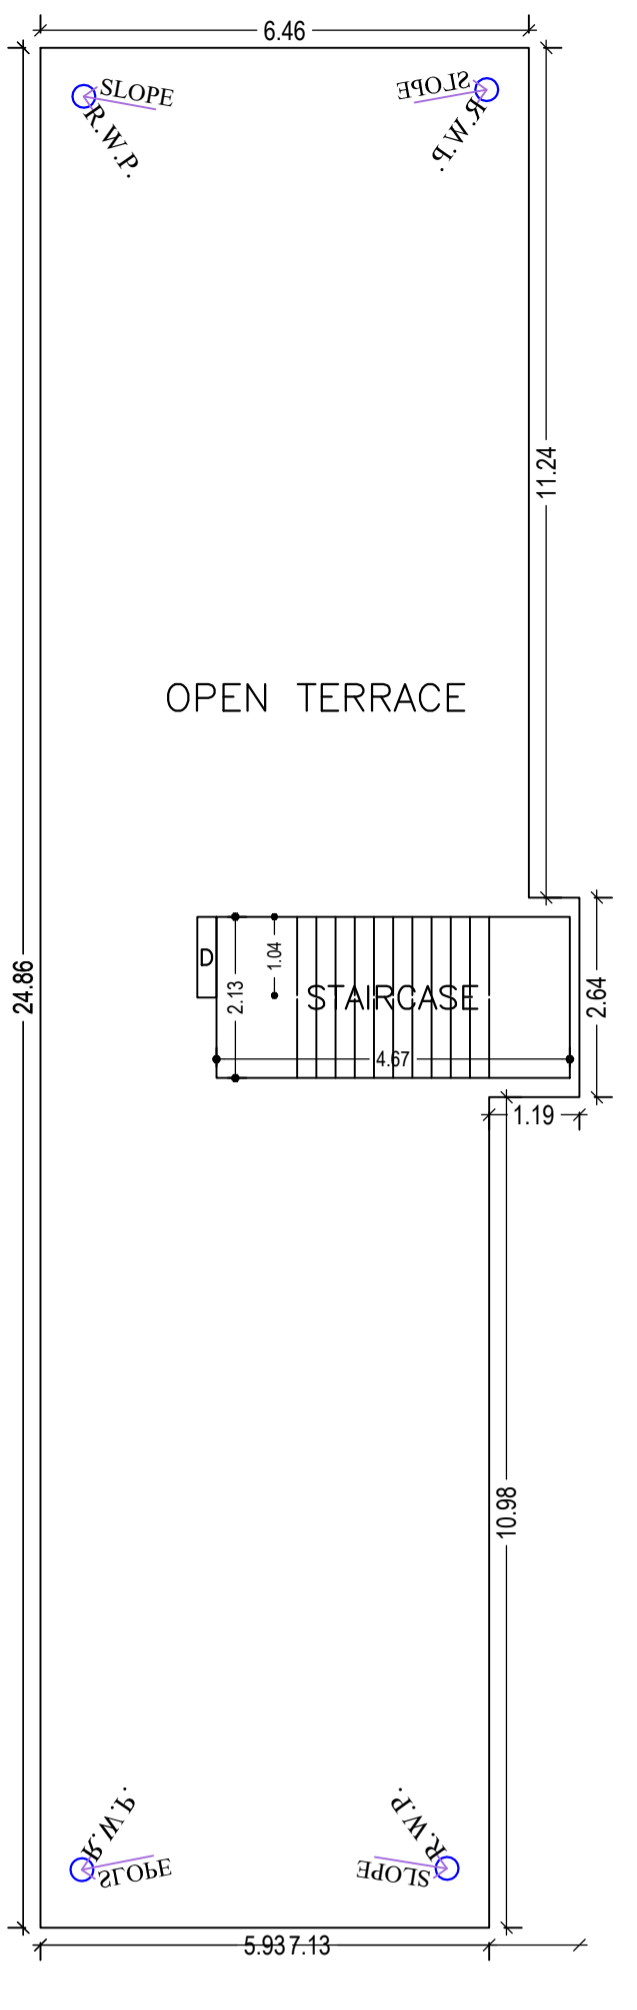 6.46
SLOPE
R.W.P.
SLOPE
R.W.P.
11.24
OPEN TERRACE
24.86
D
2.13
1.04
STAIRCASE
4.67
2.64
1.19
10.98
R.W.P.
SLOPE
R.W.P.
SLOPE
5.93
7.13